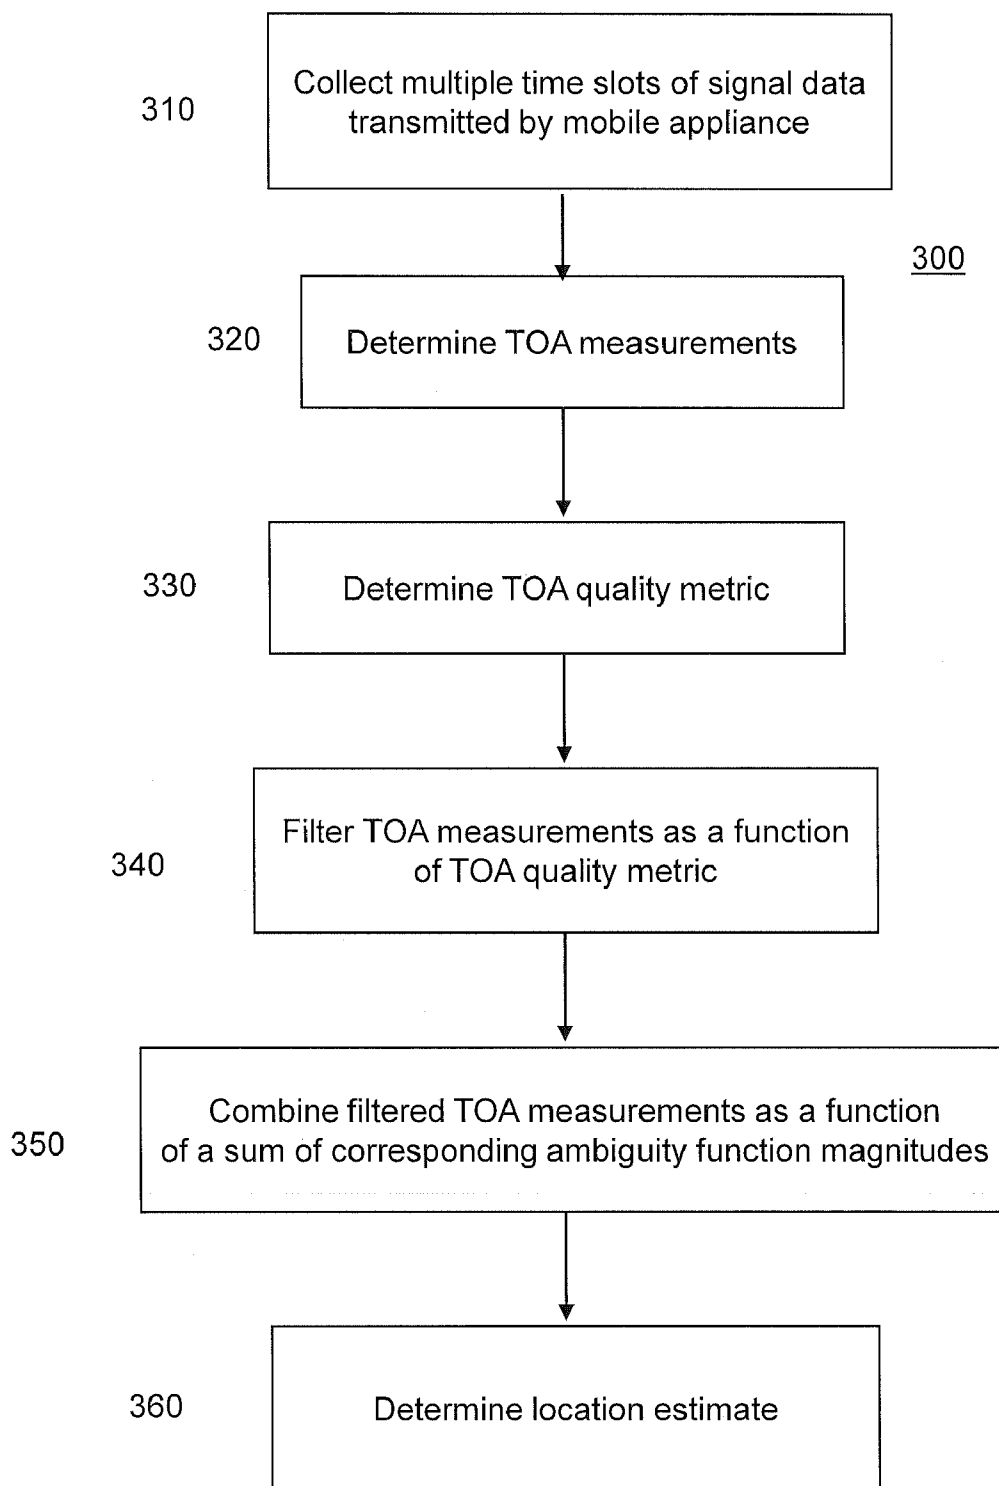 310
Collect multiple time slots of signal data
transmitted by mobile appliance
300
320
Determine TOA measurements
330
Determine TOA quality metric
340
Filter TOA measurements as a function
of TOA quality metric
350
Combine filtered TOA measurements as a function
of a sum of corresponding ambiguity function magnitudes
360
Determine location estimate